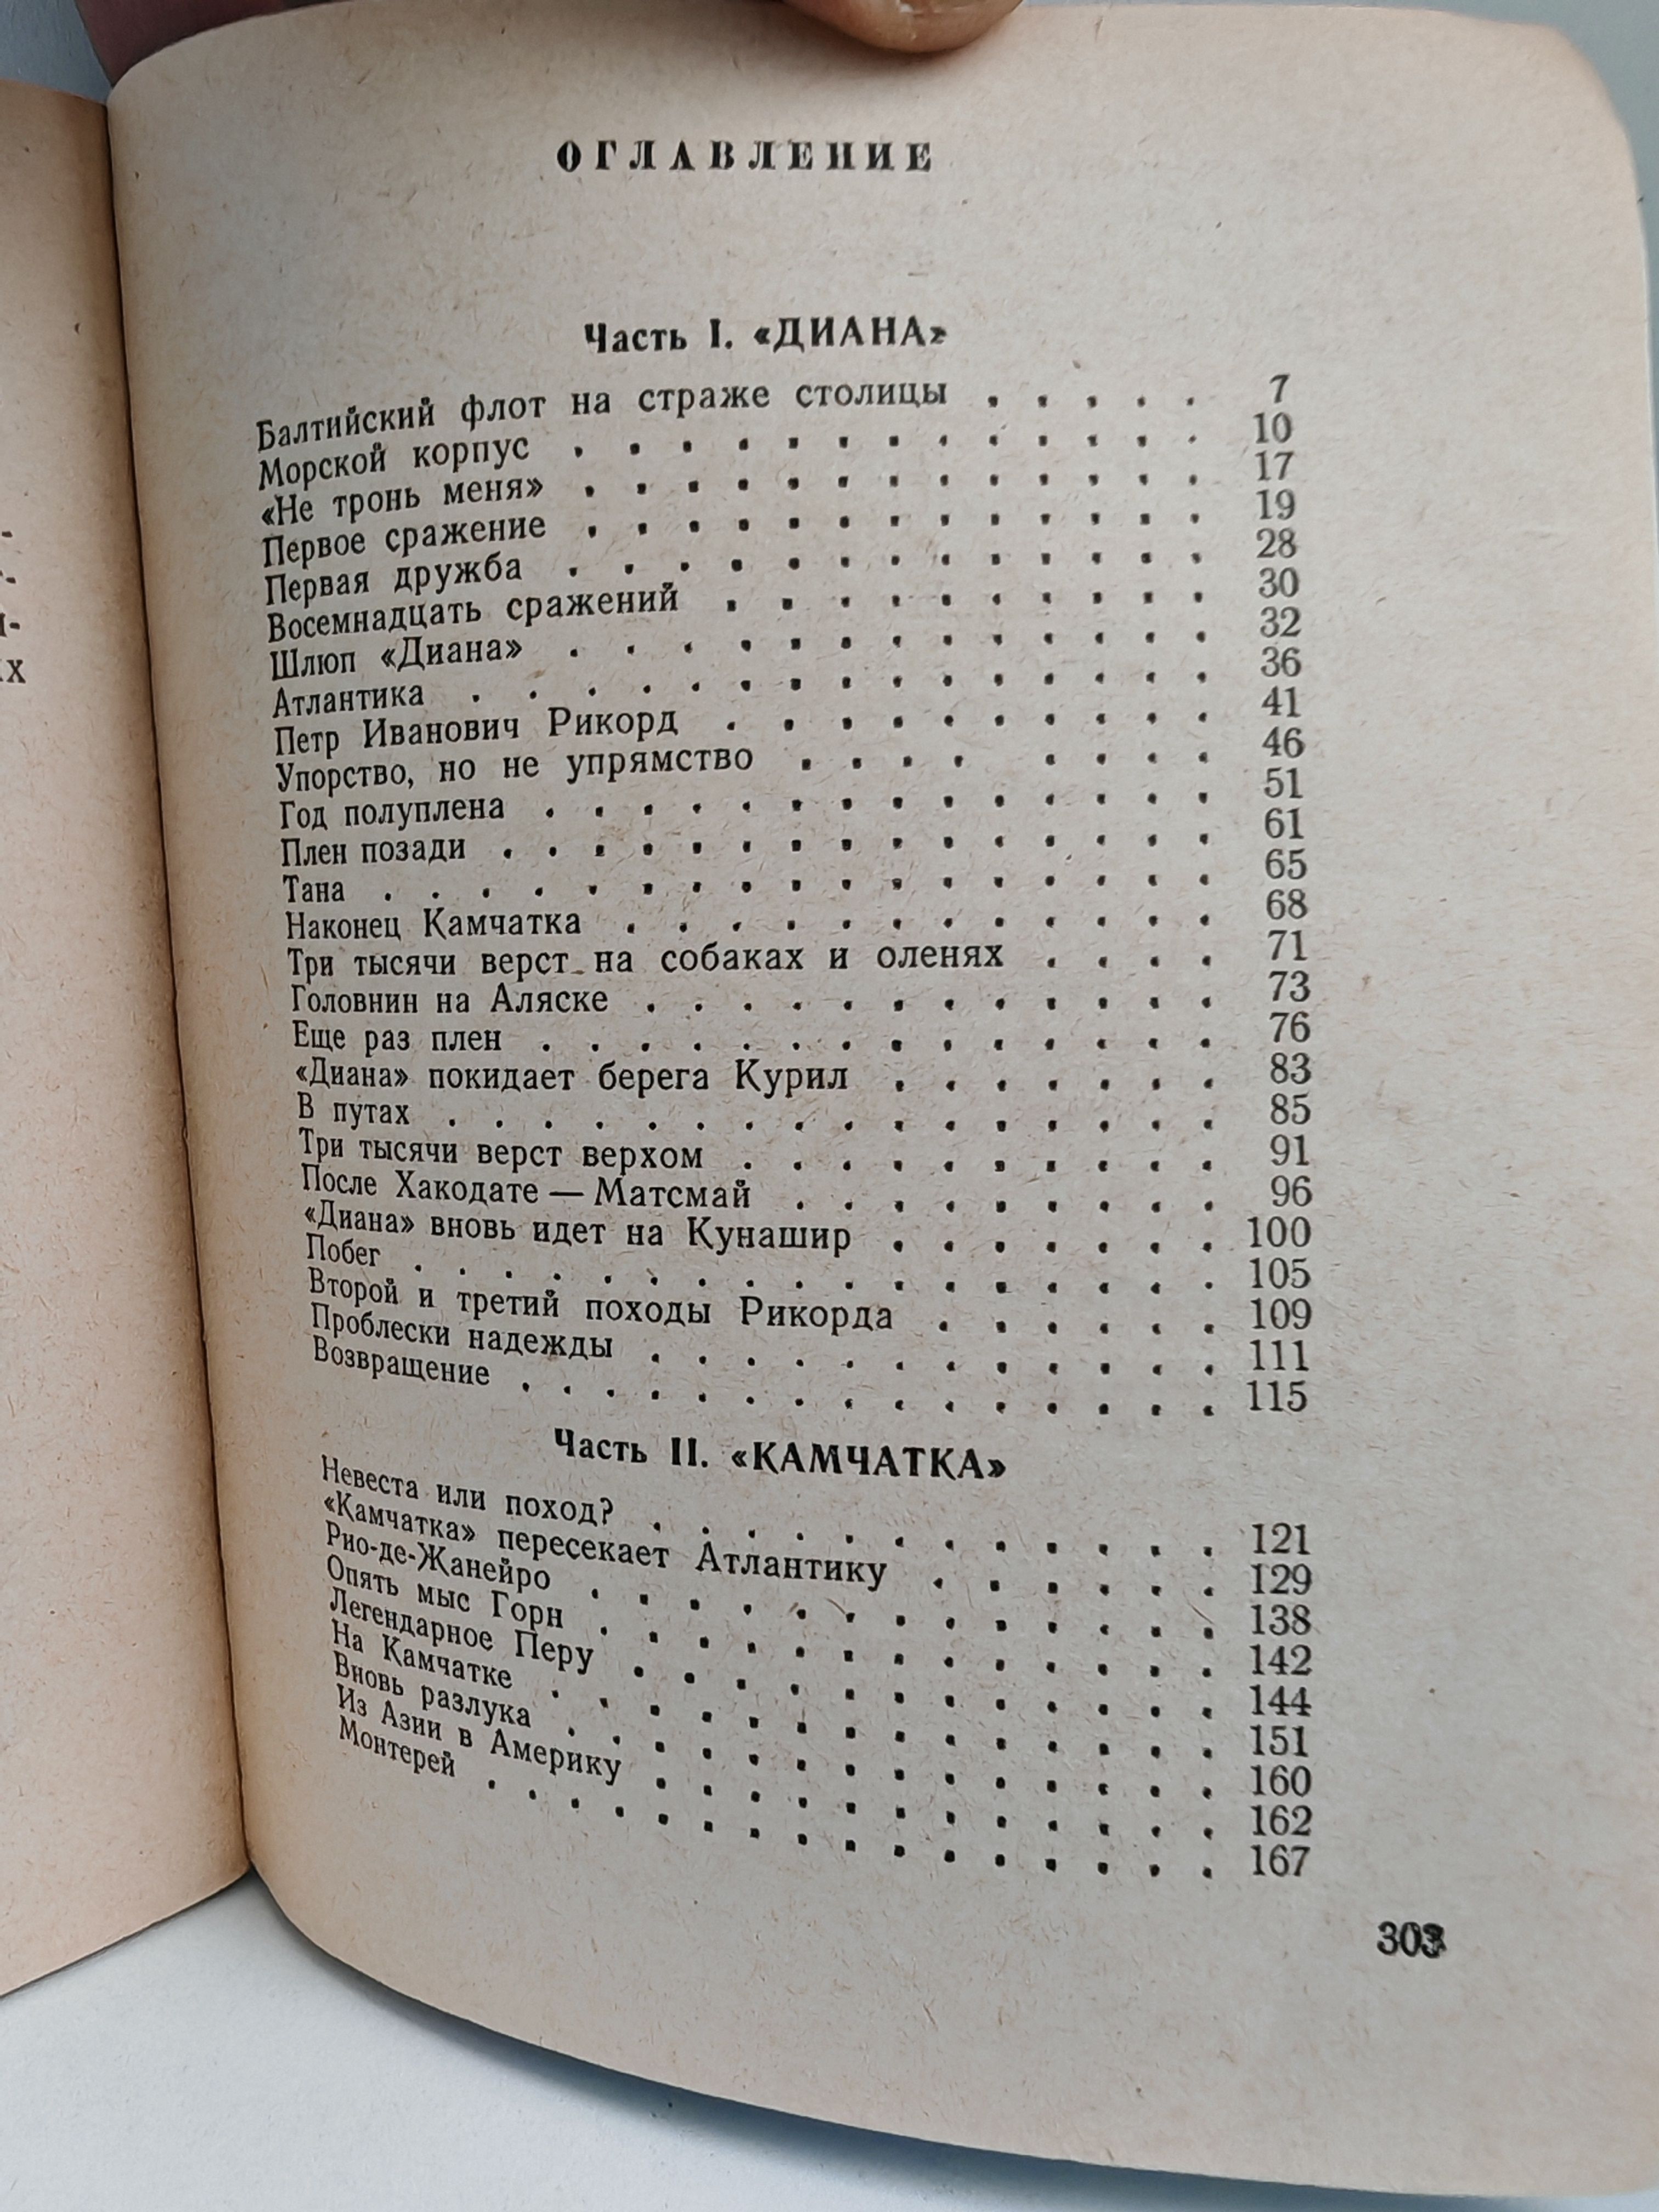 ОГЛАВЛЕНИЕ
Часть I. «ДИАНА»
Балтийский флот на страже столицы . . . . . 7
Морской корпус . . . . . . . . . . . . . 10
«Не тронь меня» . . . . . . . . . . . . . 17
Первое сражение . . . . . . . . . . . . . 19
Первая дружба . . . . . . . . . . . . . 28
Восемнадцать сражений . . . . . . . . . . 30
Шлюп «Диана» . . . . . . . . . . . . . 32
Атлантика . . . . . . . . . . . . . . . 36
Петр Иванович Рикорд . . . . . . . . . . 41
Упорство, но не упрямство . . . . . . . . 46
Год полуплена . . . . . . . . . . . . . . 51
Плен позади . . . . . . . . . . . . . . . 61
Тана . . . . . . . . . . . . . . . . . 65
Наконец Камчатка . . . . . . . . . . . . 68
Три тысячи верст на собаках и оленях . . . . 71
Головнин на Аляске . . . . . . . . . . . . 73
Еще раз плен . . . . . . . . . . . . . . 76
«Диана» покидает берега Курил . . . . . . . 83
В путах . . . . . . . . . . . . . . . . 85
Три тысячи верст верхом . . . . . . . . . . 91
После Хакодате — Матсмай . . . . . . . . . 96
«Диана» вновь идет на Кунашир . . . . . . . 100
Побег . . . . . . . . . . . . . . . . . 105
Второй и третий походы Рикорда . . . . . . 109
Проблески надежды . . . . . . . . . . . . 111
Возвращение . . . . . . . . . . . . . . . 115
Часть II. «КАМЧАТКА»
Невеста или поход? . . . . . . . . . . . . 121
«Камчатка» пересекает Атлантику . . . . . . 129
Рио-де-Жанейро . . . . . . . . . . . . . 138
Опять мыс Горн . . . . . . . . . . . . . 142
Легендарное Перу . . . . . . . . . . . . 144
На Камчатке . . . . . . . . . . . . . . 151
Вновь разлука . . . . . . . . . . . . . . 160
Из Азии в Америку . . . . . . . . . . . . 162
Монтерей . . . . . . . . . . . . . . . . 167
303